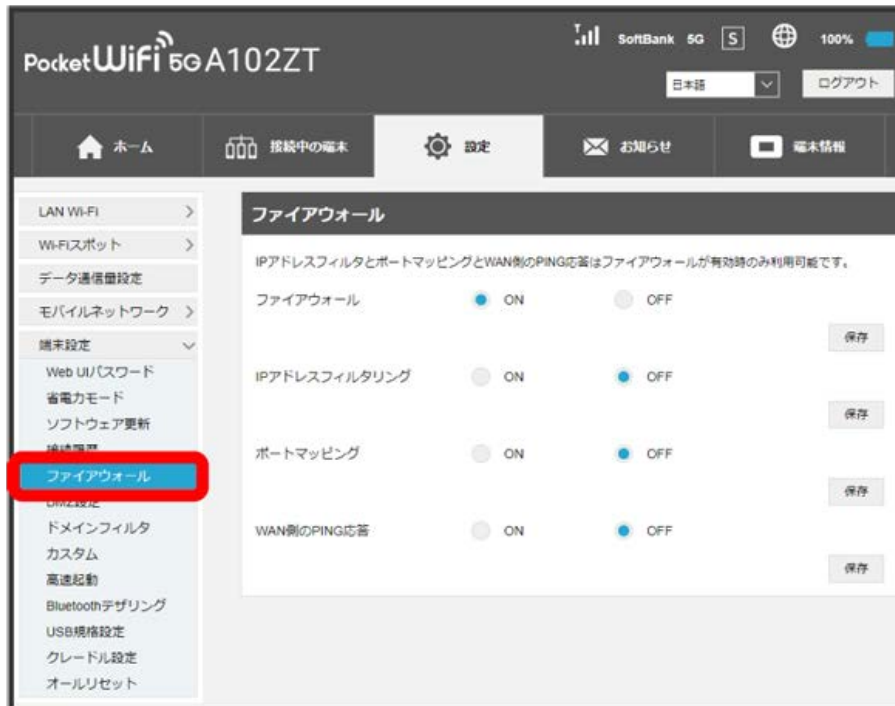 Pocket WiFi 5G A102ZT
SoftBank 5G S 100%
日本語 ログアウト
ホーム 接続中の端末 設定 お知らせ 端末情報
LAN Wi-Fi
Wi-Fiスポット
データ通信量設定
モバイルネットワーク
端末設定
Web UIパスワード
省電力モード
ソフトウェア更新
接続履歴
ファイアウォール
DMZ設定
ドメインフィルタ
カスタム
高速起動
Bluetoothテザリング
USB規格設定
クレードル設定
オールリセット
ファイアウォール
IPアドレスフィルタとポートマッピングとWAN側のPING応答はファイアウォールが有効時のみ利用可能です。
ファイアウォール ON OFF
保存
IPアドレスフィルタリング ON OFF
保存
ポートマッピング ON OFF
保存
WAN側のPING応答 ON OFF
保存